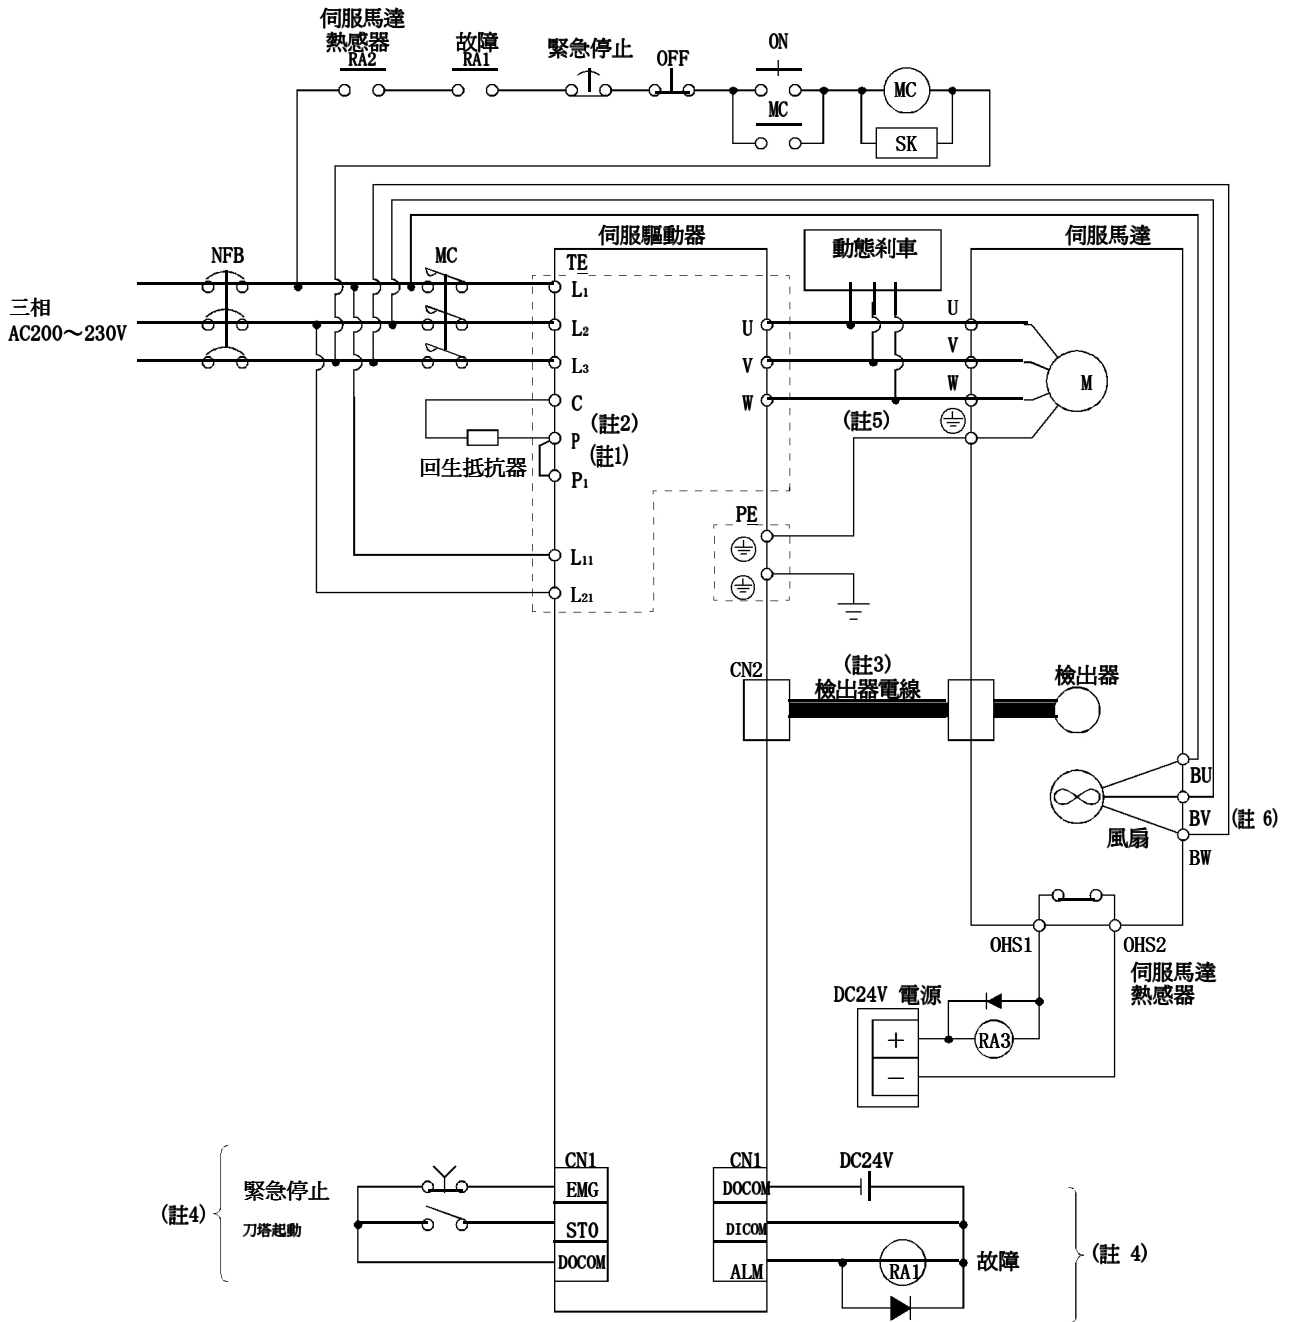 伺服馬達
熱感器
RA2
故障
RA1
緊急停止
OFF
ON
MC
MC
SK
伺服驅動器
動態刹車
伺服馬達
NFB
MC
TE
三相
AC200～230V
L1
L2
L3
C
(註2)
P
(註1)
P1
回生抵抗器
L11
L21
U
V
W
U
V
W
M
(註5)
PE
CN2
(註3)
檢出器電線
檢出器
BU
BV
(註 6)
風扇
BW
OHS1
OHS2
伺服馬達
熱感器
DC24V 電源
+
RA3
−
CN1
CN1
DC24V
(註4)
緊急停止
EMG
刀塔起動
STO
DOCOM
DOCOM
DICOM
ALM
RA1
故障
(註 4)